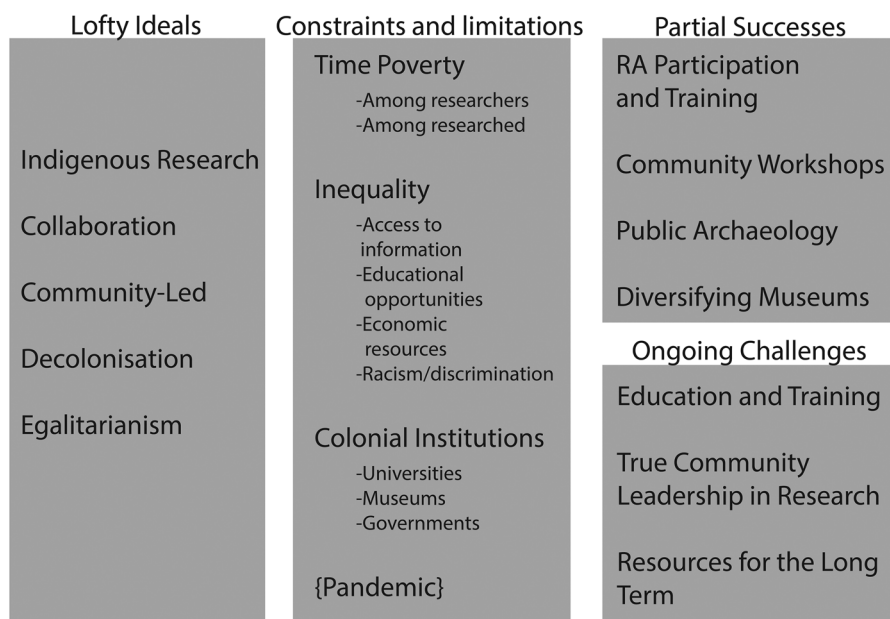 Lofty Ideals
Indigenous Research
Collaboration
Community-Led
Decolonisation
Egalitarianism
Constraints and limitations
Time Poverty
-Among researchers
-Among researched
Inequality
-Access to
information
-Educational
opportunities
-Economic
resources
-Racism/discrimination
Colonial Institutions
-Universities
-Museums
-Governments
{Pandemic}
Partial Successes
RA Participation
and Training
Community Workshops
Public Archaeology
Diversifying Museums
Ongoing Challenges
Education and Training
True Community
Leadership in Research
Resources for the Long
Term